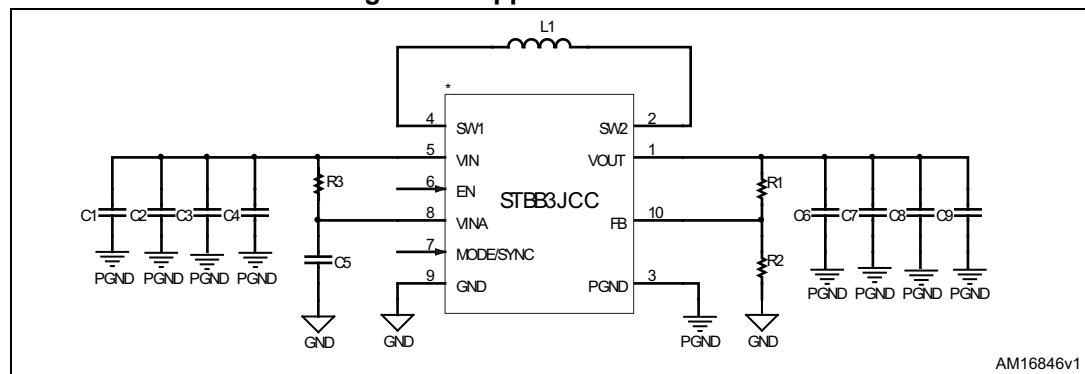 L1
*
4 SW1 SW2 2
5 VIN VOUT 1
R3 R1
6 EN
STBB3JCC
C1 C2 C3 C4 C6 C7 C8 C9
8 VINA FB 10
7 MODE/SYNC
C5 R2
PGND PGND PGND PGND
9 GND PGND 3
PGND PGND PGND PGND
GND GND PGND GND
AM16846v1